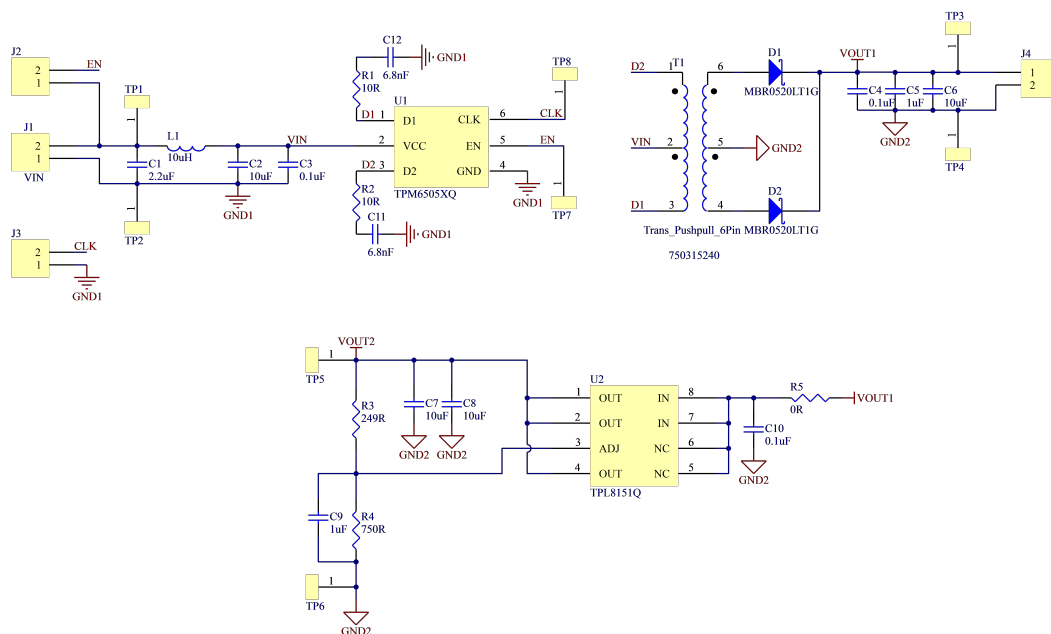 J2
2
EN
1
TP1
1
J1
2
1
VIN
L1
10uH
VIN
C1
2.2uF
C2
10uF
C3
0.1uF
GND1
1
TP2
J3
2
CLK
1
GND1
C12
6.8nF
GND1
R1
10R
U1
D1
1
D1
CLK
6
CLK
TP8
1
2
VCC
EN
5
EN
D2
3
D2
GND
4
TPM6505XQ
GND1
1
TP7
R2
10R
C11
6.8nF
GND1
D2
1
T1
6
VIN
2
5
GND2
D1
3
4
Trans_Pushpull_6Pin
750315240
D1
MBR0520LT1G
D2
MBR0520LT1G
VOUT1
C4
0.1uF
C5
1uF
C6
10uF
GND2
TP3
1
1
TP4
J4
1
2
VOUT2
1
TP5
R3
249R
C7
10uF
C8
10uF
GND2
GND2
U2
1
OUT
IN
8
2
OUT
IN
7
3
ADJ
NC
6
4
OUT
NC
5
TPL8151Q
R5
0R
VOUT1
C10
0.1uF
GND2
C9
1uF
R4
750R
1
TP6
GND2